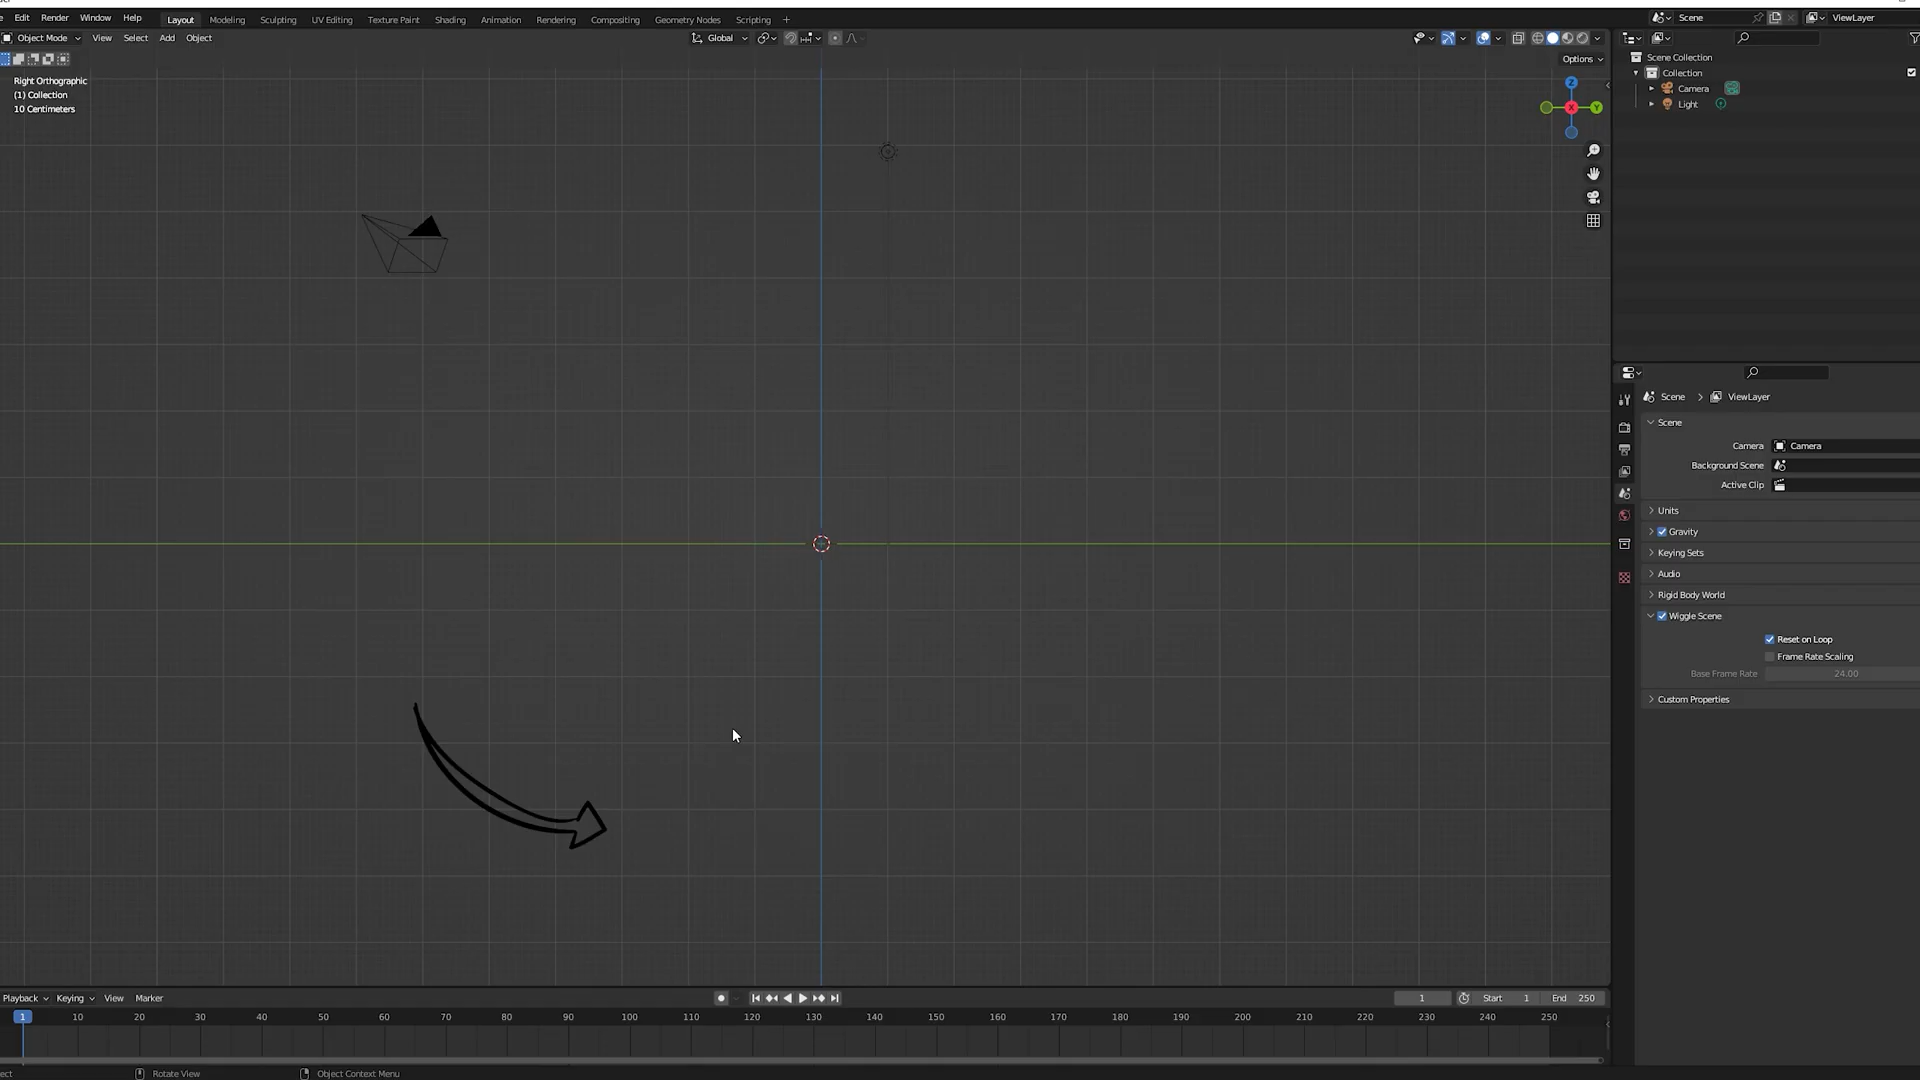 Edit Render Window Help Layout Modeling Sculpting UV Editing Texture Paint Shading Animation Rendering Compositing Geometry Nodes Scripting + Scene ViewLayer
Object Mode View Select Add Object Global
Options
Right Orthographic
(1) Collection
10 Centimeters
Z
X
Y
Scene Collection
Collection
Camera
Light
Scene > ViewLayer
Scene
Camera Camera
Background Scene
Active Clip
Units
Gravity
Keying Sets
Audio
Rigid Body World
Wiggle Scene
Reset on Loop
Frame Rate Scaling
Base Frame Rate 24.00
Custom Properties
Playback Keying View Marker 1 Start 1 End 250
1 10 20 30 40 50 60 70 80 90 100 110 120 130 140 150 160 170 180 190 200 210 220 230 240 250
ect Rotate View Object Context Menu